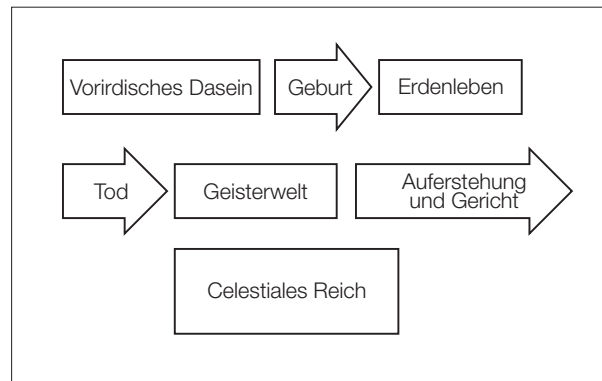 Vorirdisches Dasein
Geburt
Erdenleben
Tod
Geisterwelt
Auferstehung
und Gericht
Celestiales Reich